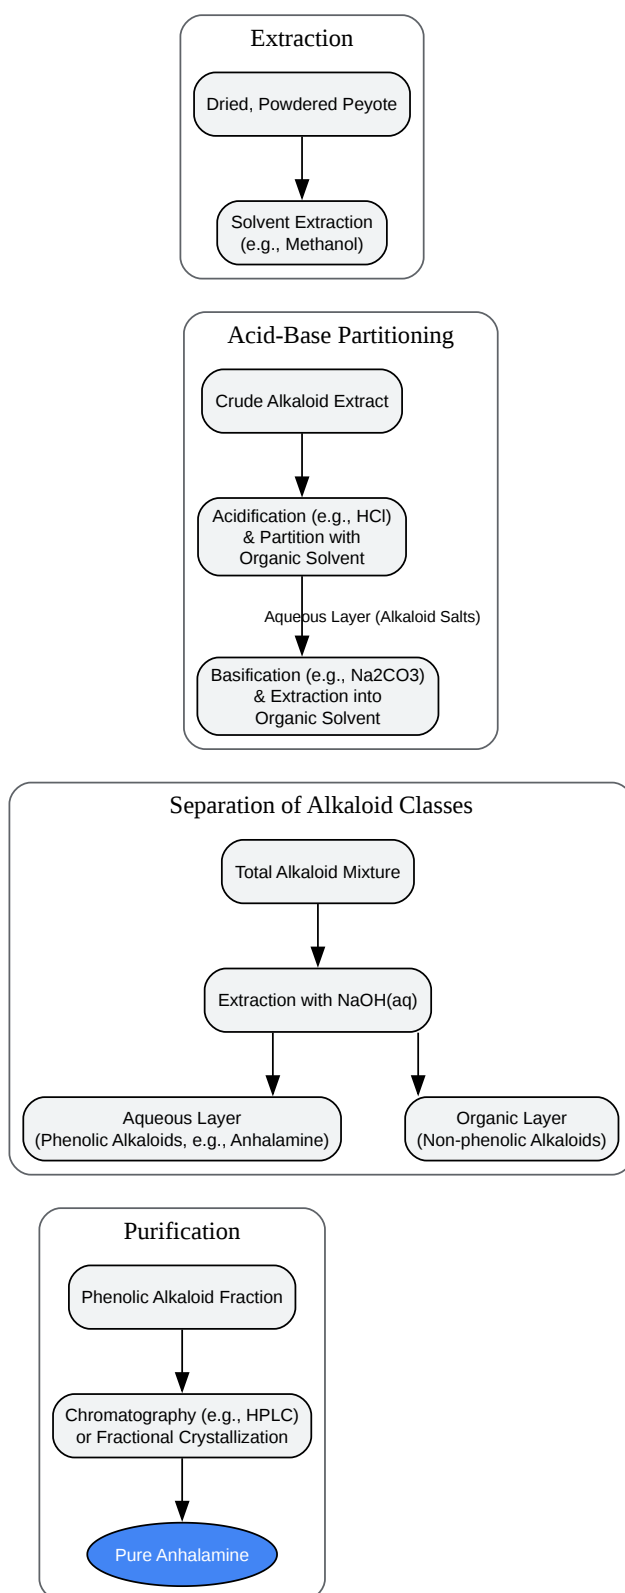 Extraction
Dried, Powdered Peyote
Solvent Extraction
(e.g., Methanol)
Acid-Base Partitioning
Crude Alkaloid Extract
Acidification (e.g., HCl)
& Partition with
Organic Solvent
Aqueous Layer (Alkaloid Salts)
Basification (e.g., Na2CO3)
& Extraction into
Organic Solvent
Separation of Alkaloid Classes
Total Alkaloid Mixture
Extraction with NaOH(aq)
Aqueous Layer
(Phenolic Alkaloids, e.g., Anhalamine)
Organic Layer
(Non-phenolic Alkaloids)
Purification
Phenolic Alkaloid Fraction
Chromatography (e.g., HPLC)
or Fractional Crystallization
Pure Anhalamine